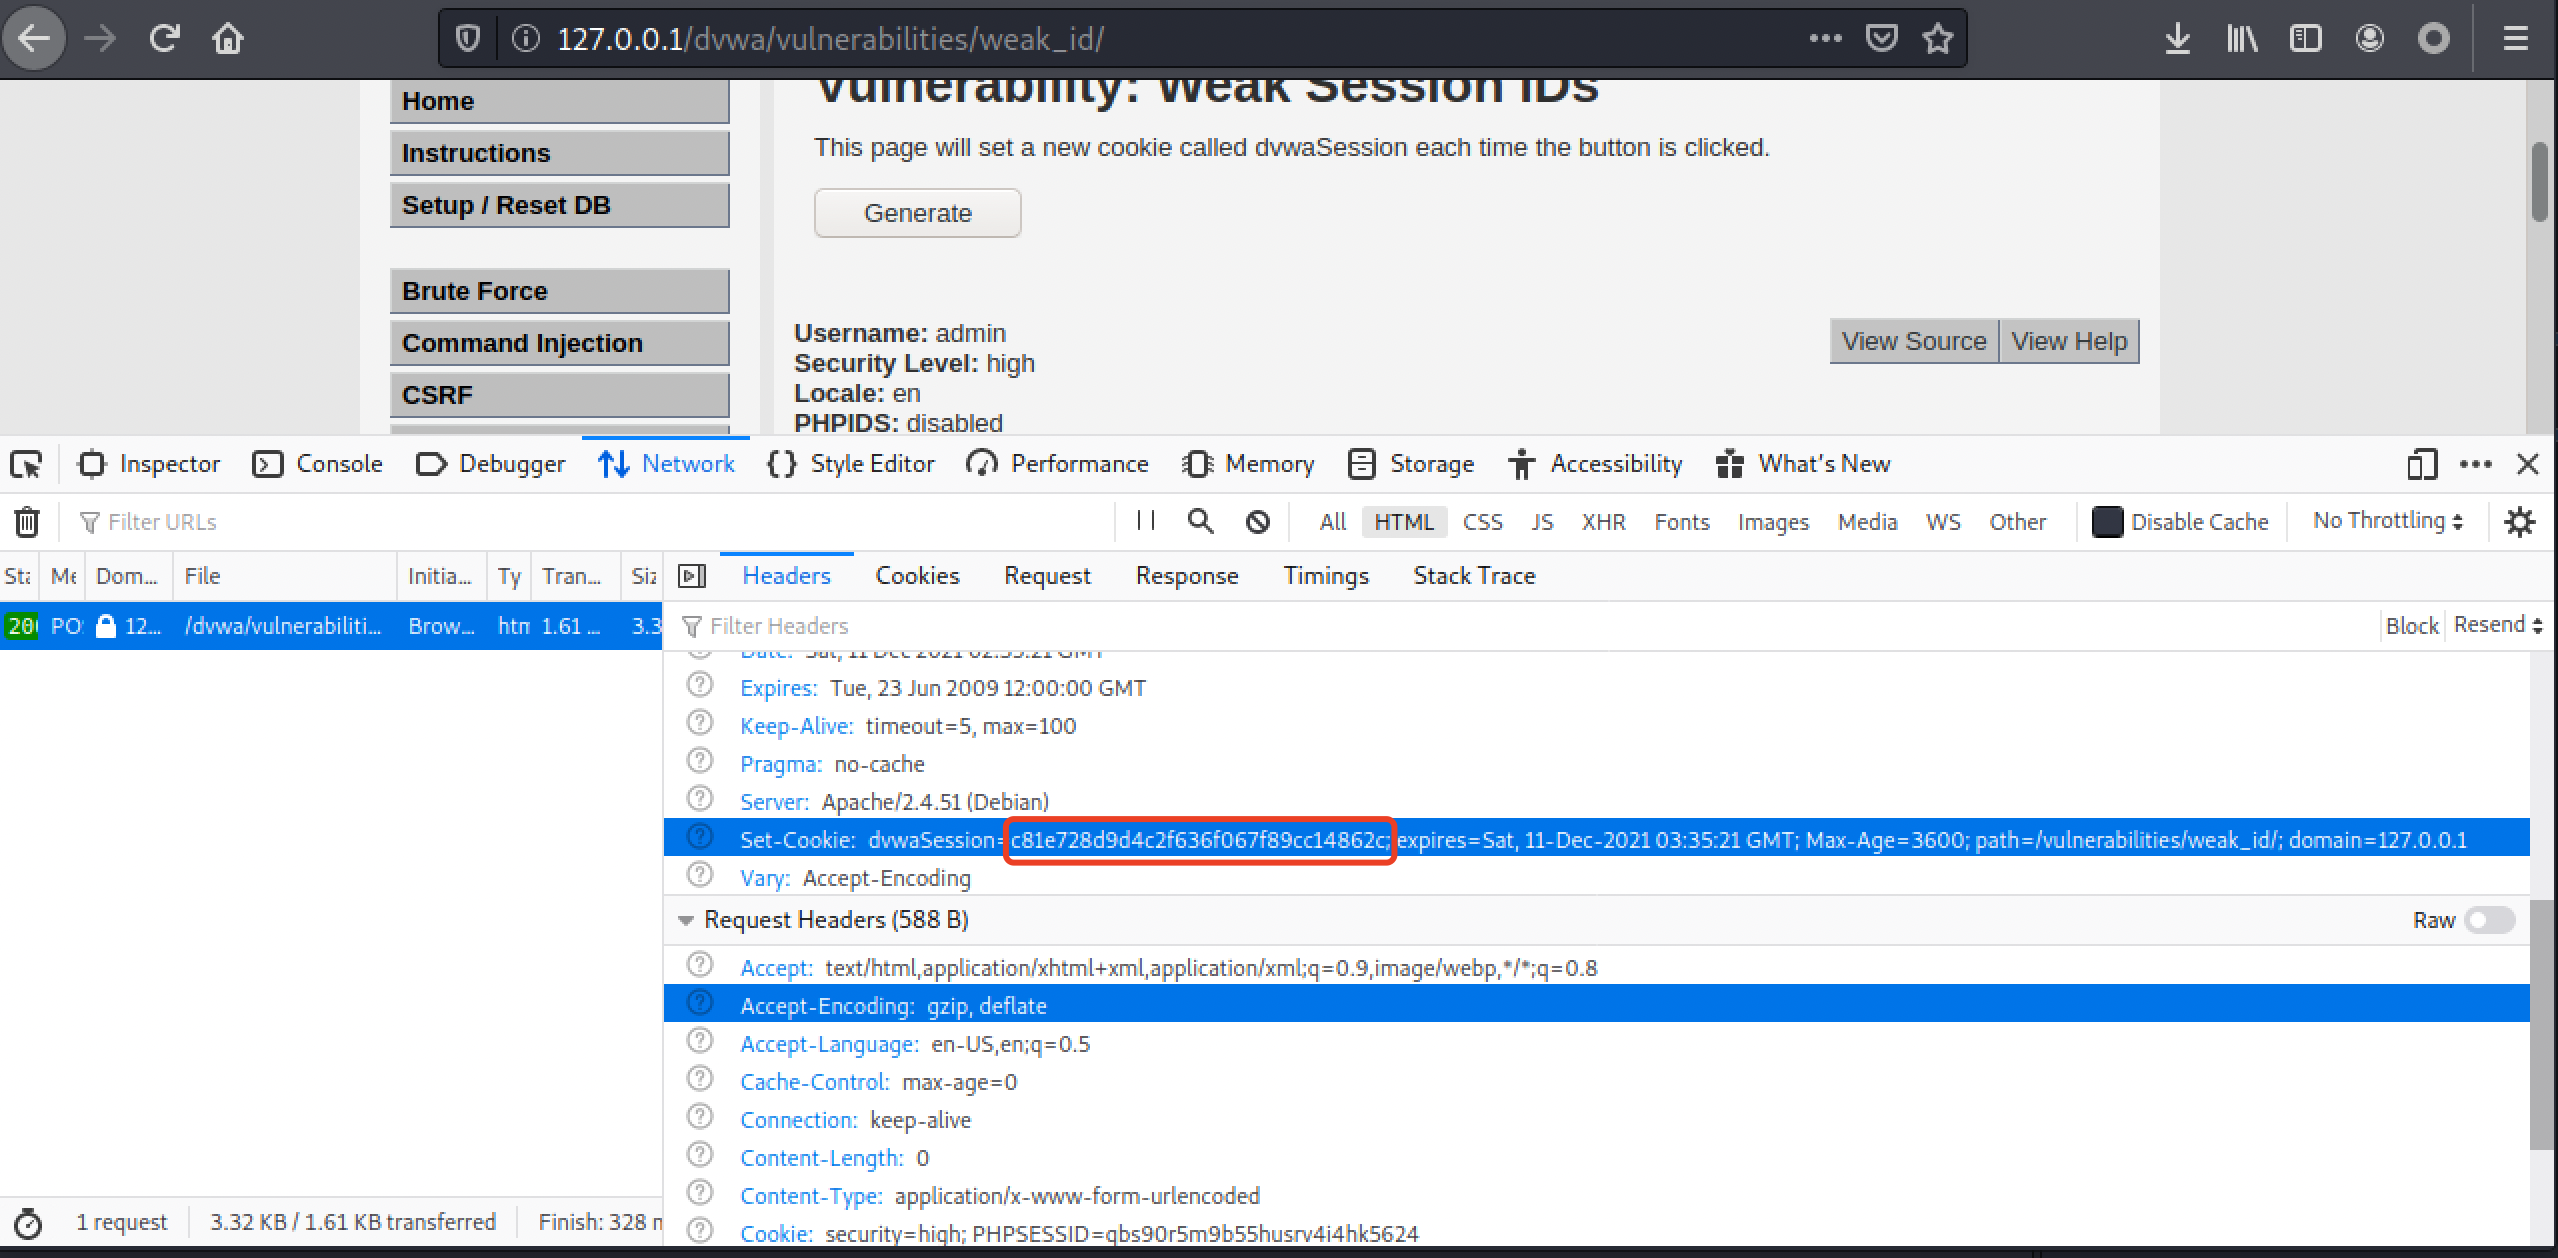 127.0.0.1/dvwa/vulnerabilities/weak_id/
Vulnerability: Weak Session IDs
This page will set a new cookie called dvwaSession each time the button is clicked.
Generate
Home
Instructions
Setup / Reset DB
Brute Force
Command Injection
CSRF
Username: admin
Security Level: high
Locale: en
PHPIDS: disabled
View Source View Help
Inspector Console Debugger Network Style Editor Performance Memory Storage Accessibility What's New
Filter URLs All HTML CSS JS XHR Fonts Images Media WS Other Disable Cache No Throttling
Sta Me Dom... File Initia... Ty Tran... Siz Headers Cookies Request Response Timings Stack Trace
20 PO 12... /dvwa/vulnerabiliti... Brow... htm 1.61 ... 3.3
Filter Headers Block Resend
Date: Sat, 11 Dec 2021 02:35:21 GMT
Expires: Tue, 23 Jun 2009 12:00:00 GMT
Keep-Alive: timeout=5, max=100
Pragma: no-cache
Server: Apache/2.4.51 (Debian)
Set-Cookie: dvwaSession=c81e728d9d4c2f636f067f89cc14862c; expires=Sat, 11-Dec-2021 03:35:21 GMT; Max-Age=3600; path=/vulnerabilities/weak_id/; domain=127.0.0.1
Vary: Accept-Encoding
Request Headers (588 B) Raw
Accept: text/html,application/xhtml+xml,application/xml;q=0.9,image/webp,*/*;q=0.8
Accept-Encoding: gzip, deflate
Accept-Language: en-US,en;q=0.5
Cache-Control: max-age=0
Connection: keep-alive
Content-Length: 0
Content-Type: application/x-www-form-urlencoded
Cookie: security=high; PHPSESSID=qbs90r5m9b55husrv4i4hk5624
1 request 3.32 KB / 1.61 KB transferred Finish: 328 m